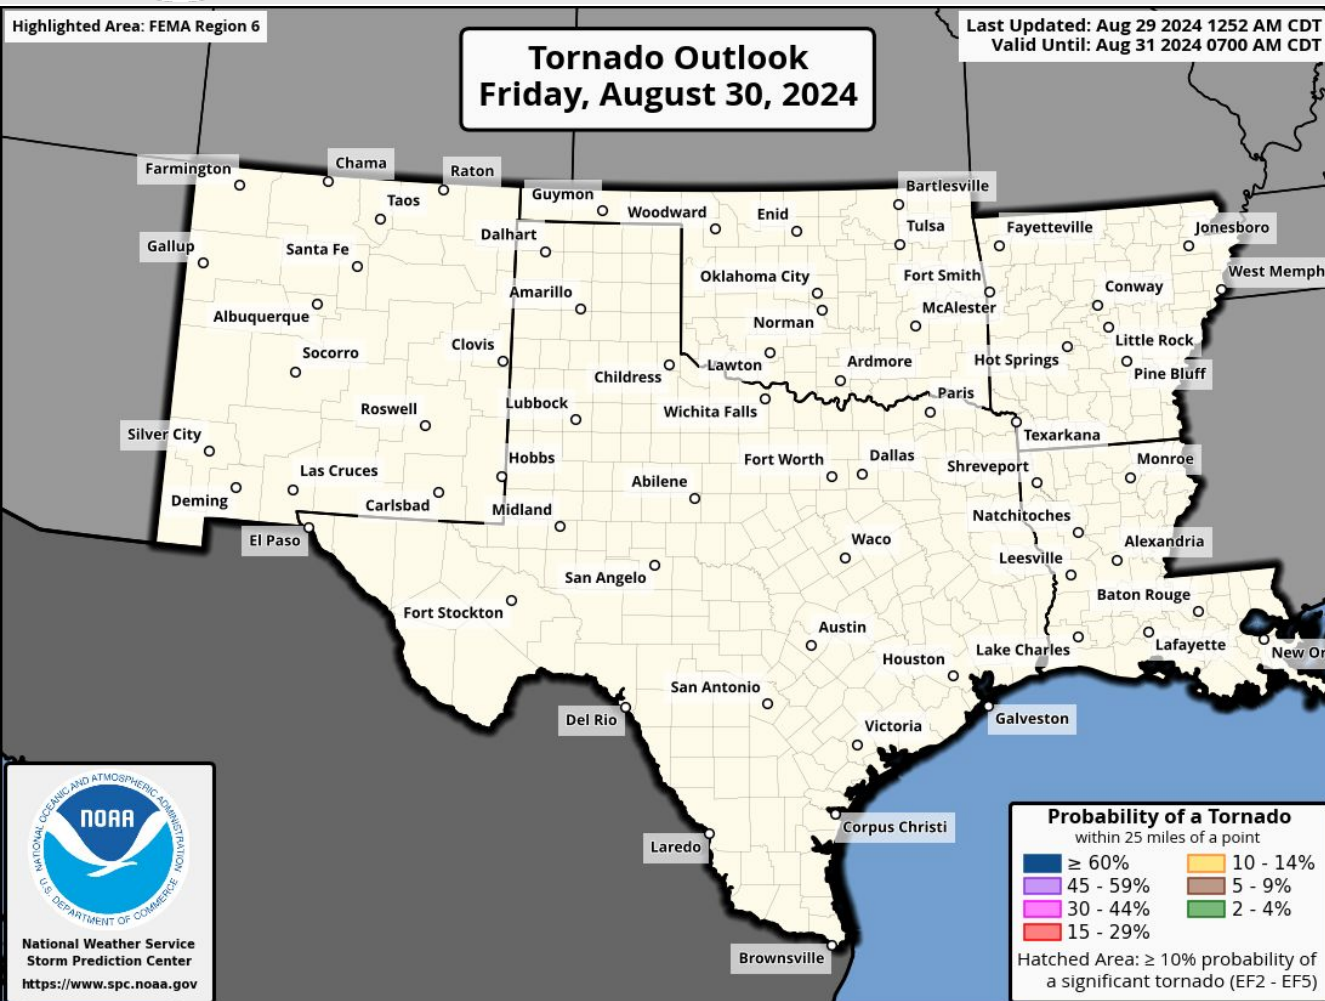 Highlighted Area: FEMA Region 6
Last Updated: Aug 29 2024 1252 AM CDT
Valid Until: Aug 31 2024 0700 AM CDT
Tornado Outlook
Friday, August 30, 2024
Farmington
Chama
Raton
Taos
Guymon
Woodward
Enid
Bartlesville
Tulsa
Fayetteville
Jonesboro
Gallup
Santa Fe
Dalhart
Oklahoma City
Fort Smith
West Memph
Amarillo
Albuquerque
Norman
McAlester
Conway
Little Rock
Socorro
Clovis
Childress
Lawton
Ardmore
Hot Springs
Pine Bluff
Roswell
Lubbock
Wichita Falls
Paris
Texarkana
Silver City
Las Cruces
Hobbs
Abilene
Fort Worth
Dallas
Shreveport
Monroe
Deming
Carlsbad
Midland
Natchitoches
El Paso
Waco
Leesville
Alexandria
San Angelo
Fort Stockton
Baton Rouge
Austin
Houston
Lake Charles
Lafayette
New Or
San Antonio
Del Rio
Victoria
Galveston
Corpus Christi
Laredo
Brownsville
NATIONAL OCEANIC AND ATMOSPHERIC ADMINISTRATION
NOAA
U.S. DEPARTMENT OF COMMERCE
National Weather Service
Storm Prediction Center
https://www.spc.noaa.gov
Probability of a Tornado
within 25 miles of a point
≥ 60%
45 - 59%
30 - 44%
15 - 29%
10 - 14%
5 - 9%
2 - 4%
Hatched Area: ≥ 10% probability of
a significant tornado (EF2 - EF5)